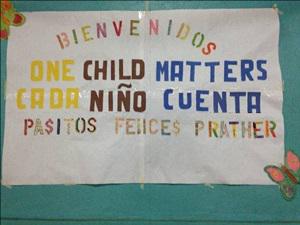 BIENVENIDOS
ONE CHILD MATTERS
CADA NIÑO CUENTA
PA$ITOS FELICE$ PRATHER